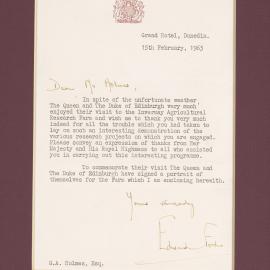 Grand Hotel, Dunedin.
15th February, 1963
Dear Mr Holmes,
In spite of the unfortunate weather
The Queen and The Duke of Edinburgh very much
enjoyed their visit to the Invermay Agricultural
Research Farm and wish me to thank you very much
indeed for all the trouble which you had taken to
lay on such an interesting demonstration of the
various research projects on which you are engaged.
Please convey an expression of thanks from Her
Majesty and His Royal Highness to all who assisted
you in carrying out this interesting programme.
To commemorate their visit The Queen and
The Duke of Edinburgh have signed a portrait of
themselves for the Farm which I am enclosing herewith.
Yours sincerely
Edward Ford
G.A. Holmes, Esq.